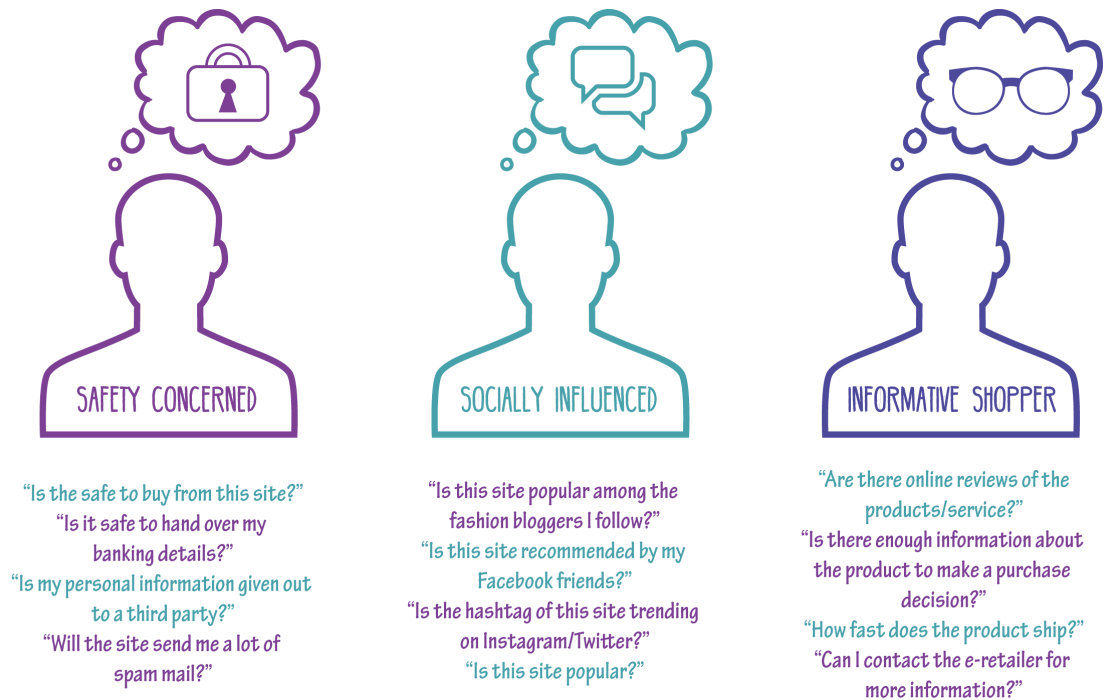 SAFETY CONCERNED
“Is the safe to buy from this site?”
“Is it safe to hand over my
banking details?”
“Is my personal information given out
to a third party?”
“Will the site send me a lot of
spam mail?”
SOCIALLY INFLUENCED
“Is this site popular among the
fashion bloggers I follow?”
“Is this site recommended by my
Facebook friends?”
“Is the hashtag of this site trending
on Instagram/Twitter?”
“Is this site popular?”
INFORMATIVE SHOPPER
“Are there online reviews of the
products/service?”
“Is there enough information about
the product to make a purchase
decision?”
“How fast does the product ship?”
“Can I contact the e-retailer for
more information?”